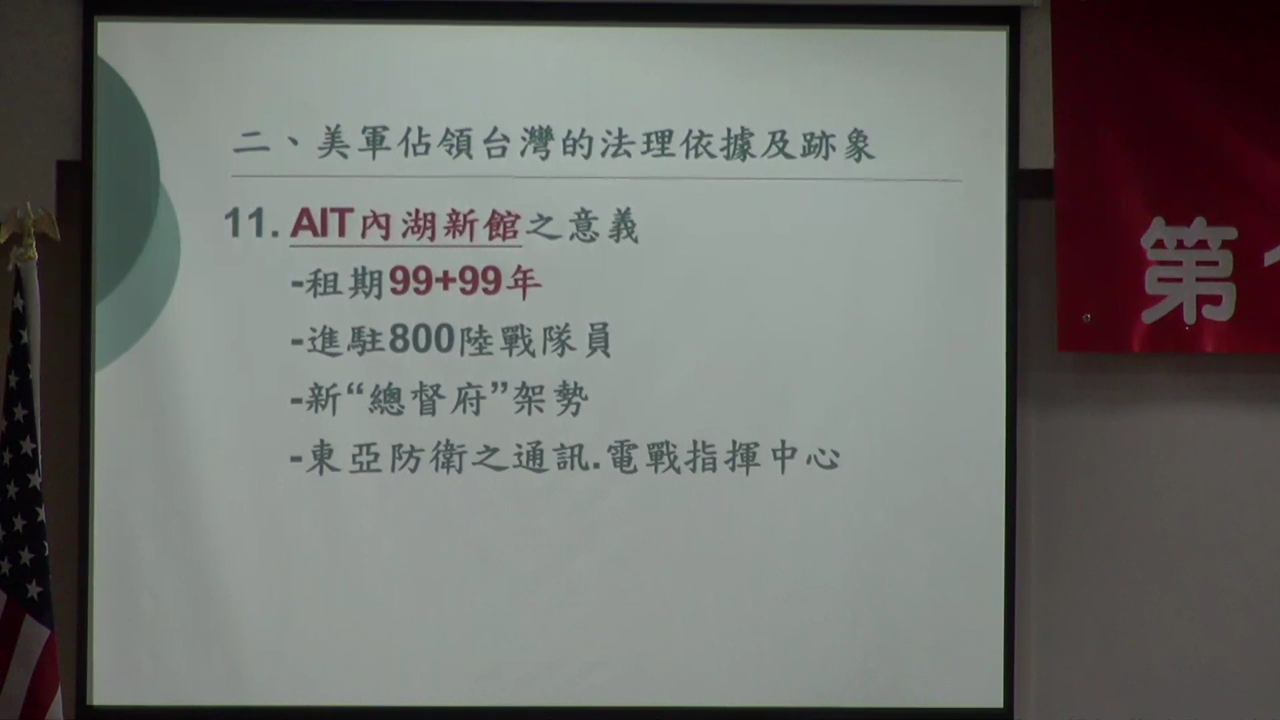 二、美軍佔領台灣的法理依據及跡象
11. AIT內湖新館之意義
-租期99+99年
-進駐800陸戰隊員
-新“總督府”架勢
-東亞防衛之通訊.電戰指揮中心
第